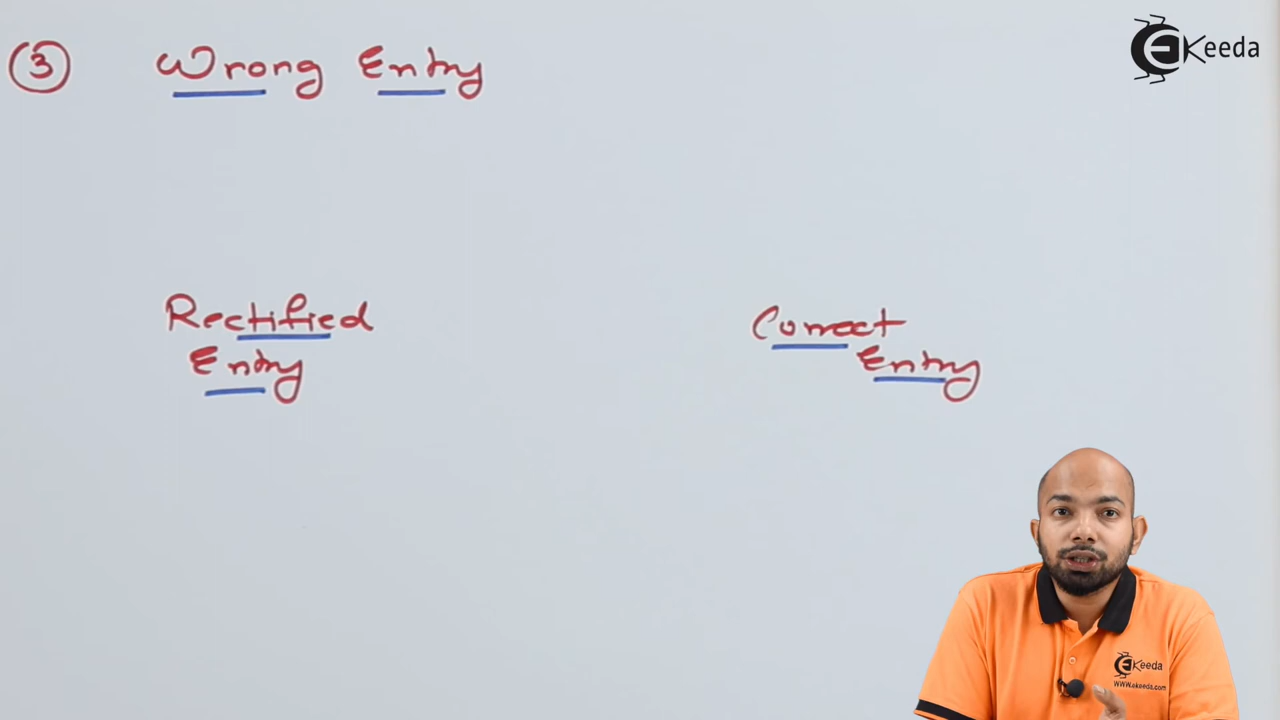 3 Wrong Entry
EKeeda
Rectified
Entry
Correct
Entry
EKeeda
WWW.ekeeda.com